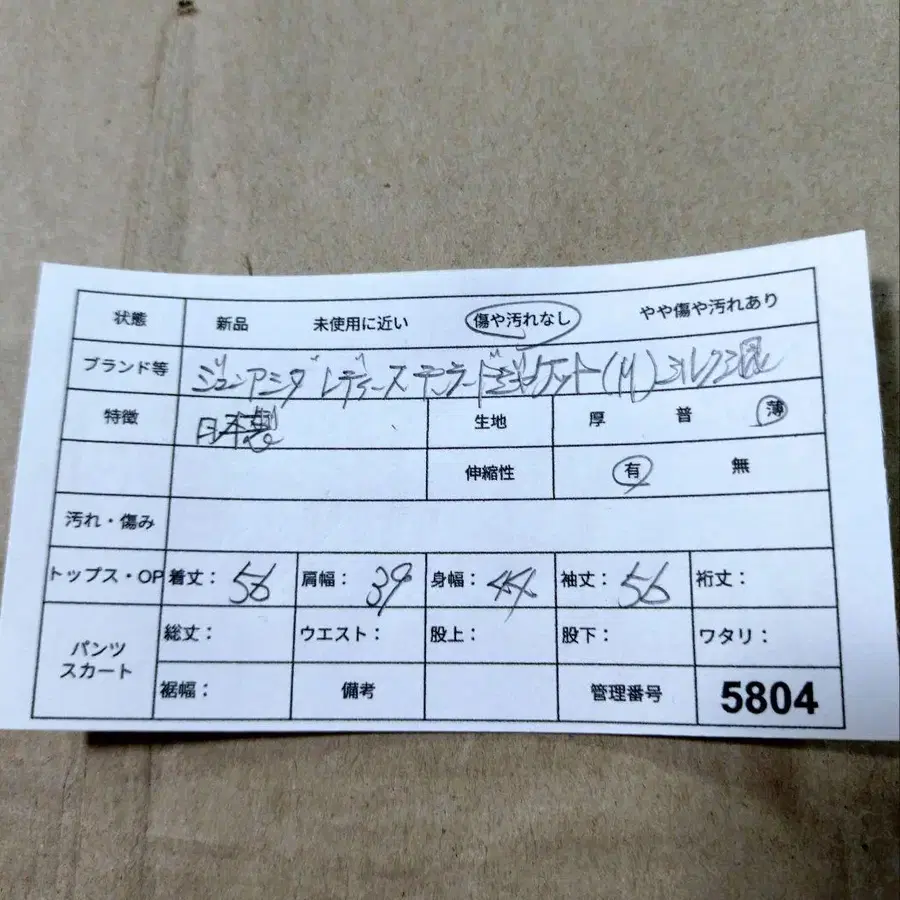 状態 新品 未使用に近い 傷や汚れなし やや傷や汚れあり
ブランド等 ジュンアシダ レディース テーラードジャケット(M)シルク混
特徴 日本製 生地 厚 普 薄
伸縮性 有 無
汚れ・傷み
トップス・OP 着丈: 56 肩幅: 39 身幅: 44 袖丈: 56 裄丈:
パンツ スカート 総丈: ウエスト: 股上: 股下: ワタリ:
裾幅: 備考 管理番号 5804